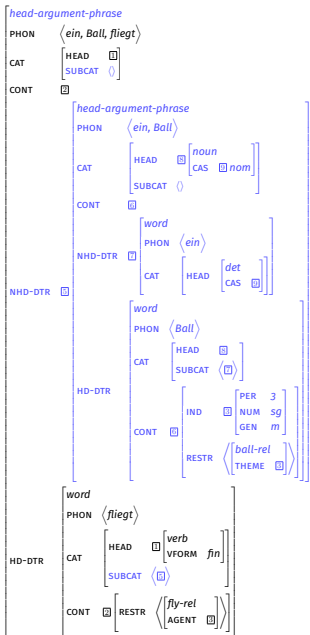 head-argument-phrase
PHON ⟨ein, Ball, fliegt⟩
CAT HEAD 1
SUBCAT ⟨⟩
CONT 2
head-argument-phrase
PHON ⟨ein, Ball⟩
CAT HEAD 8 noun
CAS 9 nom
SUBCAT ⟨⟩
CONT 6
NHD-DTR 7 word
PHON ⟨ein⟩
CAT HEAD det
CAS 9
NHD-DTR 5
word
PHON ⟨Ball⟩
CAT HEAD 8
SUBCAT ⟨7⟩
HD-DTR
CONT 6 IND 3 PER 3
NUM sg
GEN m
RESTR ⟨ball-rel
THEME 3⟩
word
PHON ⟨fliegt⟩
HD-DTR CAT HEAD 1 verb
VFORM fin
SUBCAT ⟨5⟩
CONT 2 RESTR ⟨fly-rel
AGENT 3⟩